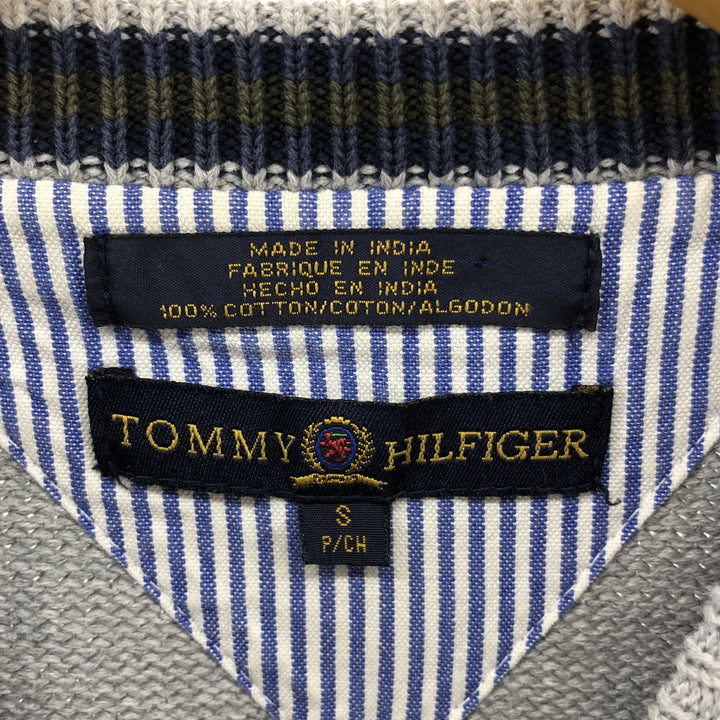 MADE IN INDIA
FABRIQUE EN INDE
HECHO EN INDIA
100% COTTON/COTON/ALGODON
TOMMY HILFIGER
S
P/CH